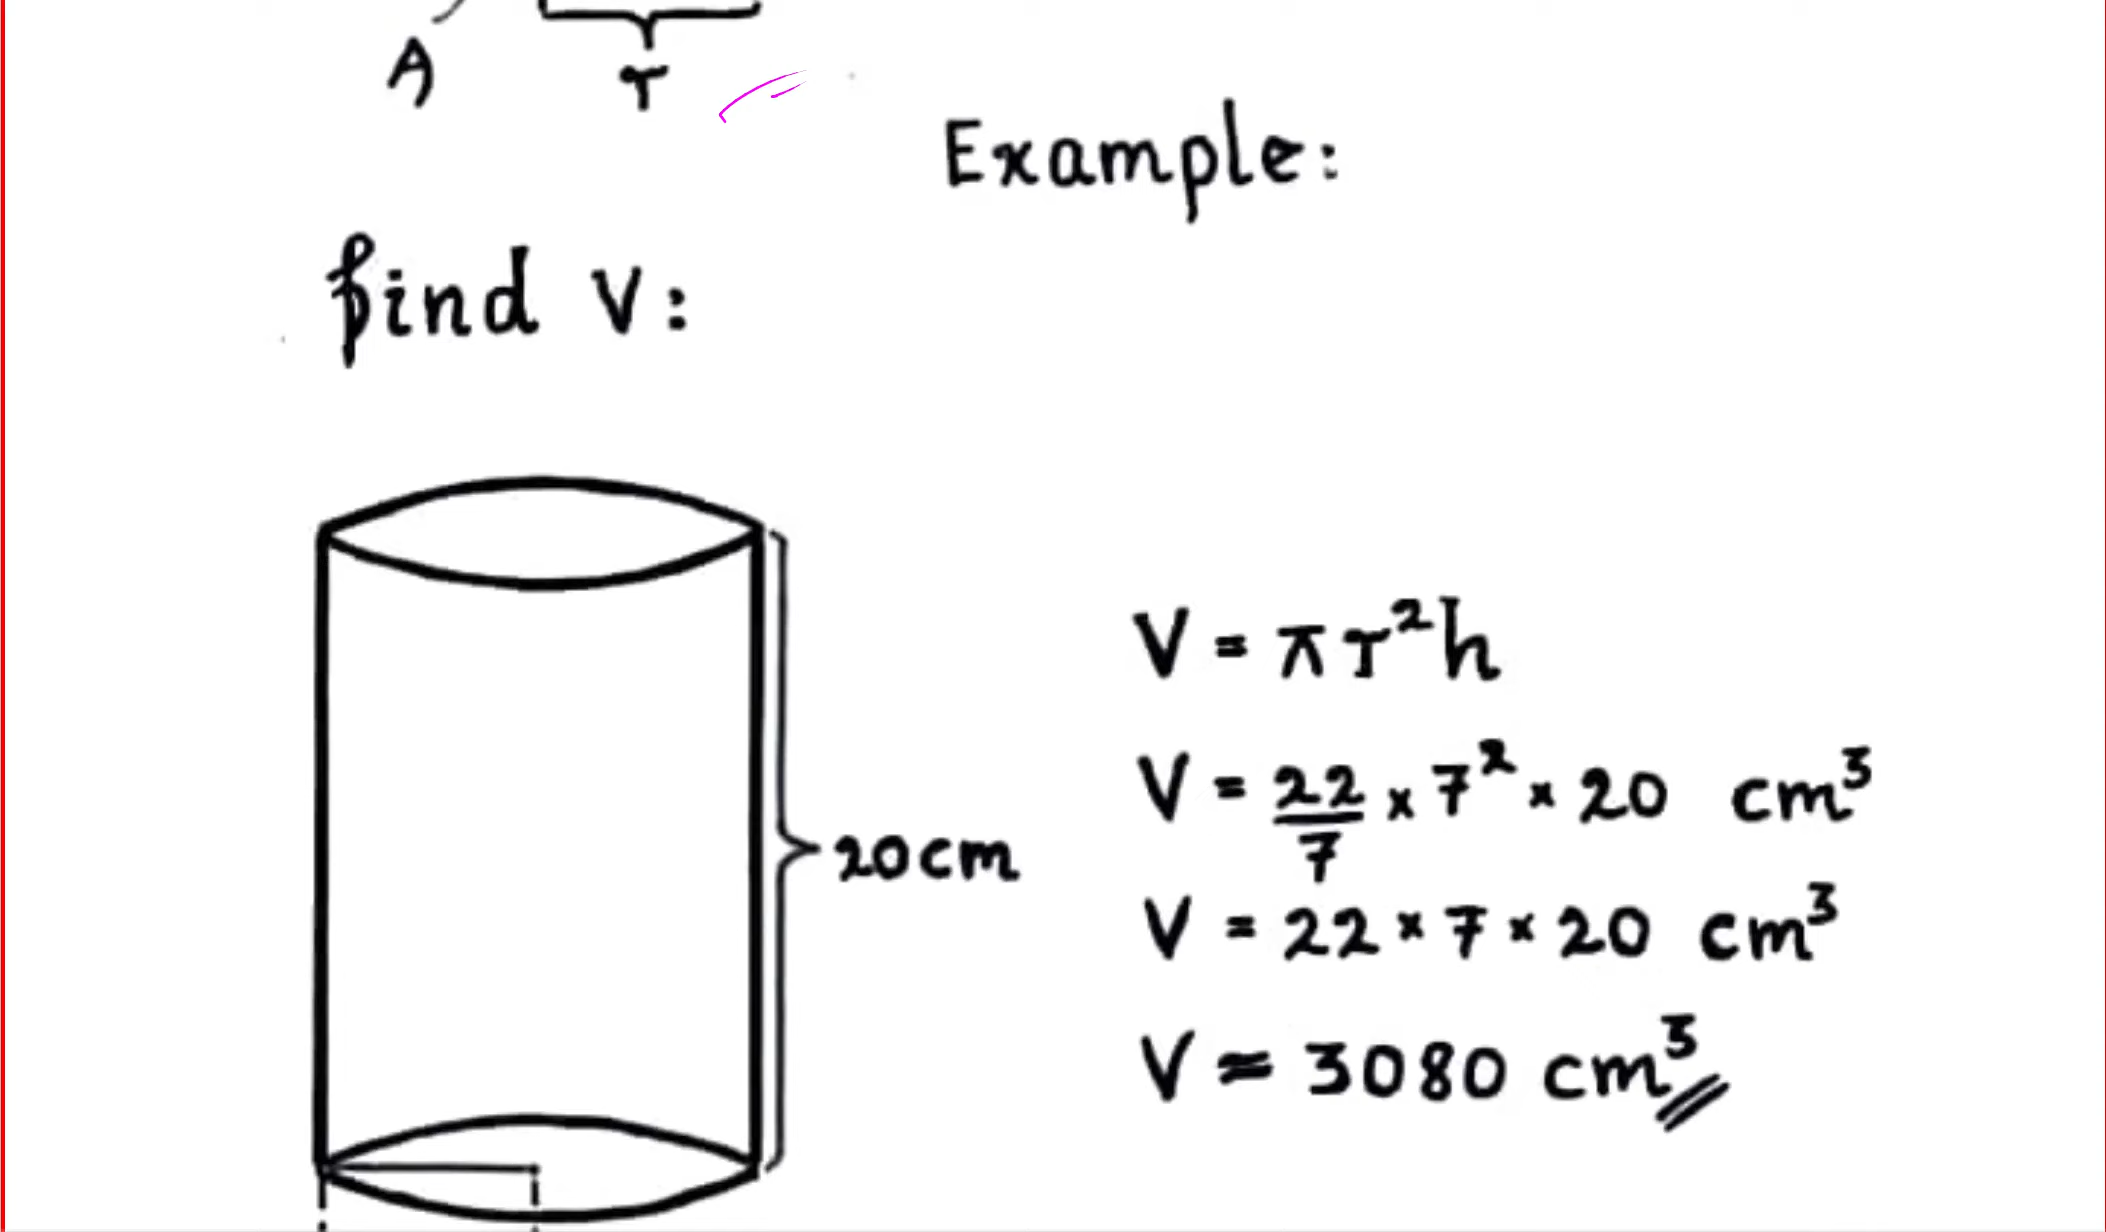 A
r
Example:
find V:
20cm
V = πr²h
V = 22/7 × 7² × 20 cm³
V = 22 × 7 × 20 cm³
V ≈ 3080 cm³